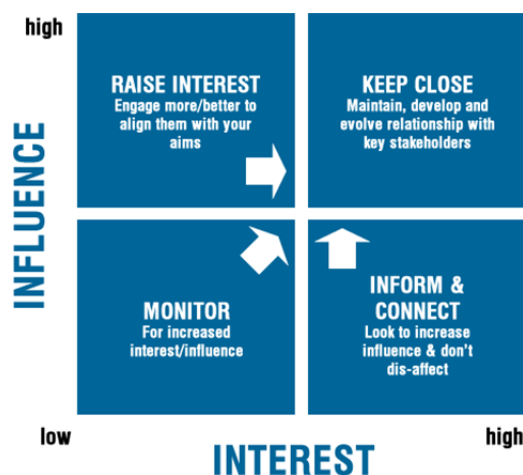 high
RAISE INTEREST
Engage more/better to
align them with your
aims
KEEP CLOSE
Maintain, develop and
evolve relationship with
key stakeholders
INFLUENCE
MONITOR
For increased
interest/influence
INFORM &
CONNECT
Look to increase
influence & don't
dis-affect
low
high
INTEREST